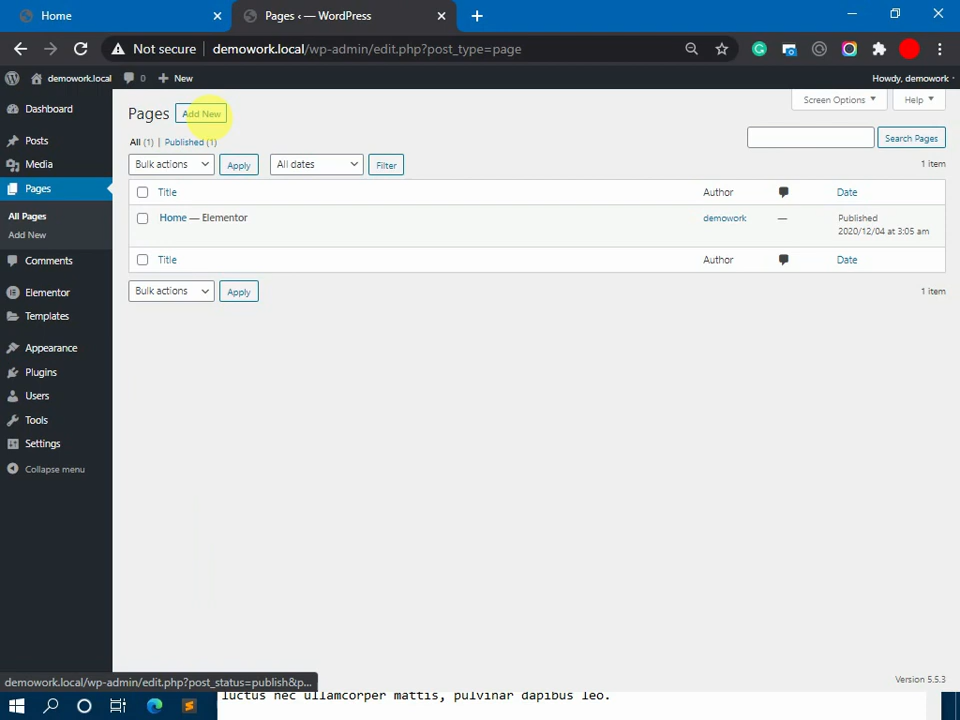 Home
Pages ‹ — WordPress
Not secure demowork.local/wp-admin/edit.php?post_type=page
demowork.local 0 New Howdy, demowork
Dashboard
Posts
Media
Pages
All Pages
Add New
Comments
Elementor
Templates
Appearance
Plugins
Users
Tools
Settings
Collapse menu
Screen Options Help
Pages Add New
All (1) | Published (1)
Search Pages
Bulk actions Apply All dates Filter 1 item
Title Author Date
Home — Elementor demowork — Published
2020/12/04 at 3:05 am
Title Author Date
Bulk actions Apply 1 item
Version 5.5.3
demowork.local/wp-admin/edit.php?post_status=publish&p...
luctus nec ullamcorper mattis, pulvinar dapibus leo.